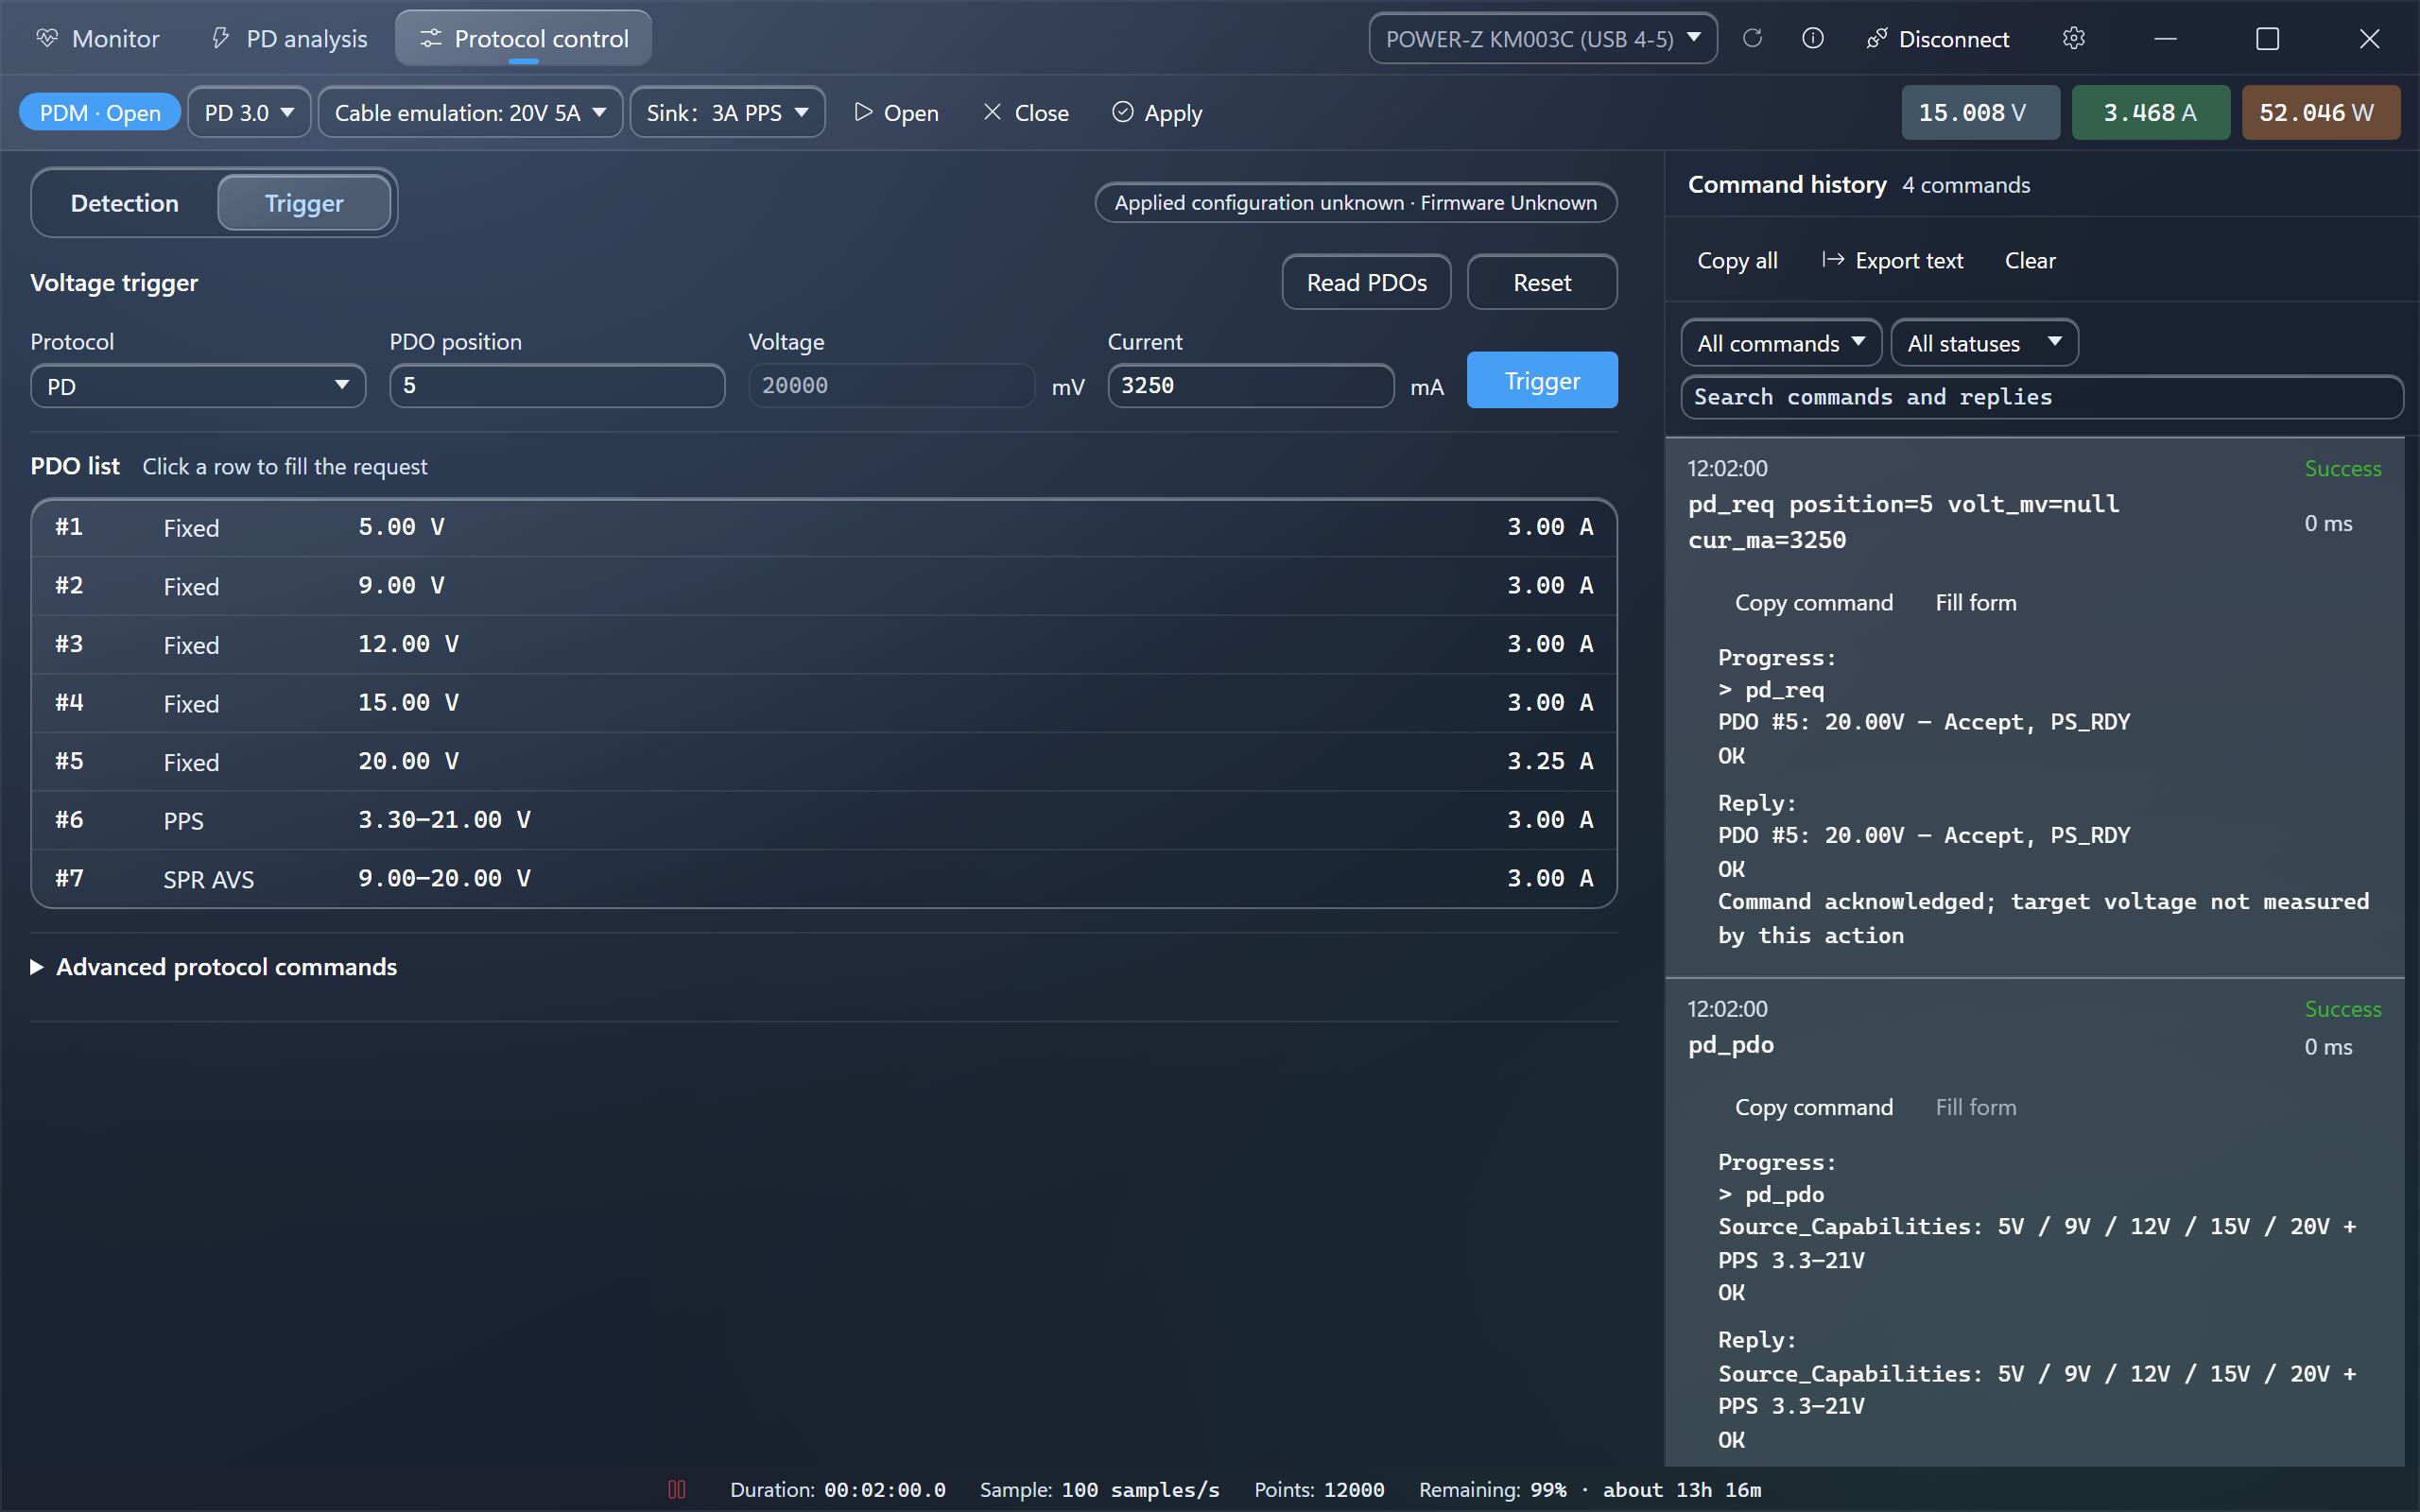 Monitor
PD analysis
Protocol control
POWER-Z KM003C (USB 4-5)
Disconnect
PDM · Open
PD 3.0
Cable emulation: 20V 5A
Sink: 3A PPS
Open
Close
Apply
15.008 V
3.468 A
52.046 W
Detection
Trigger
Applied configuration unknown · Firmware Unknown
Voltage trigger
Read PDOs
Reset
Protocol
PDO position
Voltage
Current
PD
5
20000
mV
3250
mA
Trigger
PDO list
Click a row to fill the request
#1 Fixed 5.00 V 3.00 A
#2 Fixed 9.00 V 3.00 A
#3 Fixed 12.00 V 3.00 A
#4 Fixed 15.00 V 3.00 A
#5 Fixed 20.00 V 3.25 A
#6 PPS 3.30–21.00 V 3.00 A
#7 SPR AVS 9.00–20.00 V 3.00 A
Advanced protocol commands
Command history 4 commands
Copy all
Export text
Clear
All commands
All statuses
Search commands and replies
12:02:00
Success
pd_req position=5 volt_mv=null
cur_ma=3250
0 ms
Copy command
Fill form
Progress:
> pd_req
PDO #5: 20.00V — Accept, PS_RDY
OK
Reply:
PDO #5: 20.00V — Accept, PS_RDY
OK
Command acknowledged; target voltage not measured
by this action
12:02:00
Success
pd_pdo
0 ms
Copy command
Fill form
Progress:
> pd_pdo
Source_Capabilities: 5V / 9V / 12V / 15V / 20V +
PPS 3.3–21V
OK
Reply:
Source_Capabilities: 5V / 9V / 12V / 15V / 20V +
PPS 3.3–21V
OK
Duration: 00:02:00.0
Sample: 100 samples/s
Points: 12000
Remaining: 99% · about 13h 16m